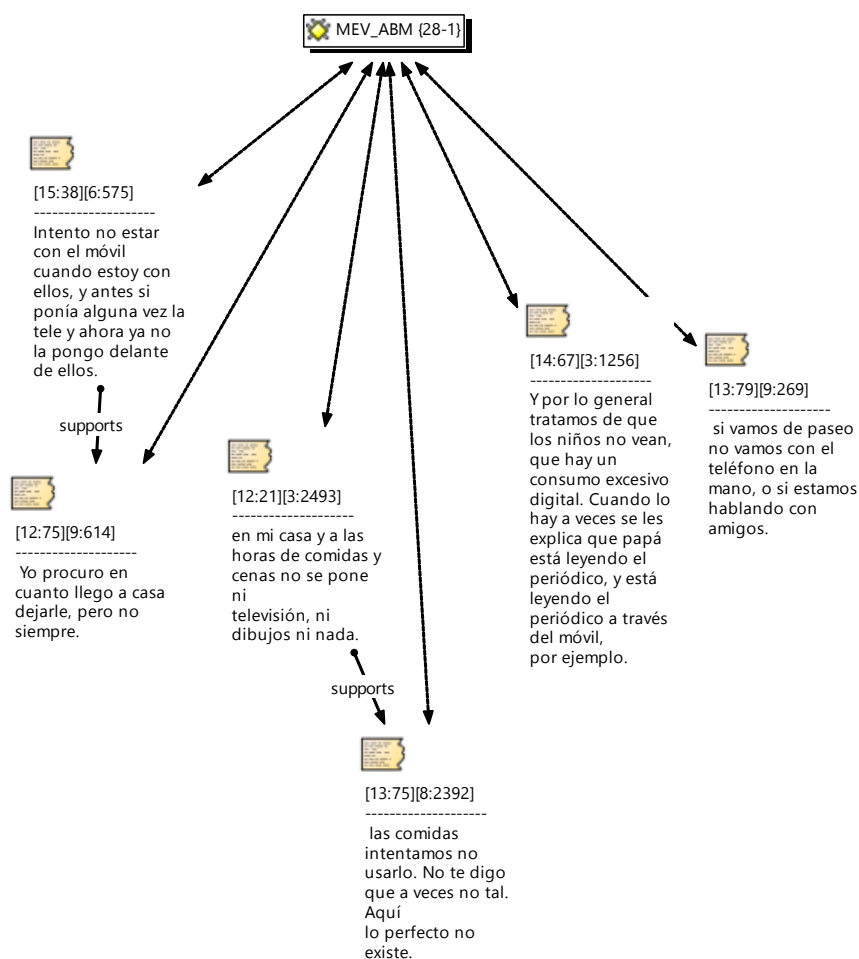 MEV_ABM {28-1}
[15:38][6:575]
--------------------
Intento no estar
con el móvil
cuando estoy con
ellos, y antes si
ponía alguna vez la
tele y ahora ya no
la pongo delante
de ellos.
supports
[12:75][9:614]
--------------------
Yo procuro en
cuanto llego a casa
dejarle, pero no
siempre.
[12:21][3:2493]
--------------------
en mi casa y a las
horas de comidas y
cenas no se pone
ni
televisión, ni
dibujos ni nada.
supports
[13:75][8:2392]
--------------------
las comidas
intentamos no
usarlo. No te digo
que a veces no tal.
Aquí
lo perfecto no
existe.
[14:67][3:1256]
--------------------
Y por lo general
tratamos de que
los niños no vean,
que hay un
consumo excesivo
digital. Cuando lo
hay a veces se les
explica que papá
está leyendo el
periódico, y está
leyendo el
periódico a través
del móvil,
por ejemplo.
[13:79][9:269]
--------------------
si vamos de paseo
no vamos con el
teléfono en la
mano, o si estamos
hablando con
amigos.